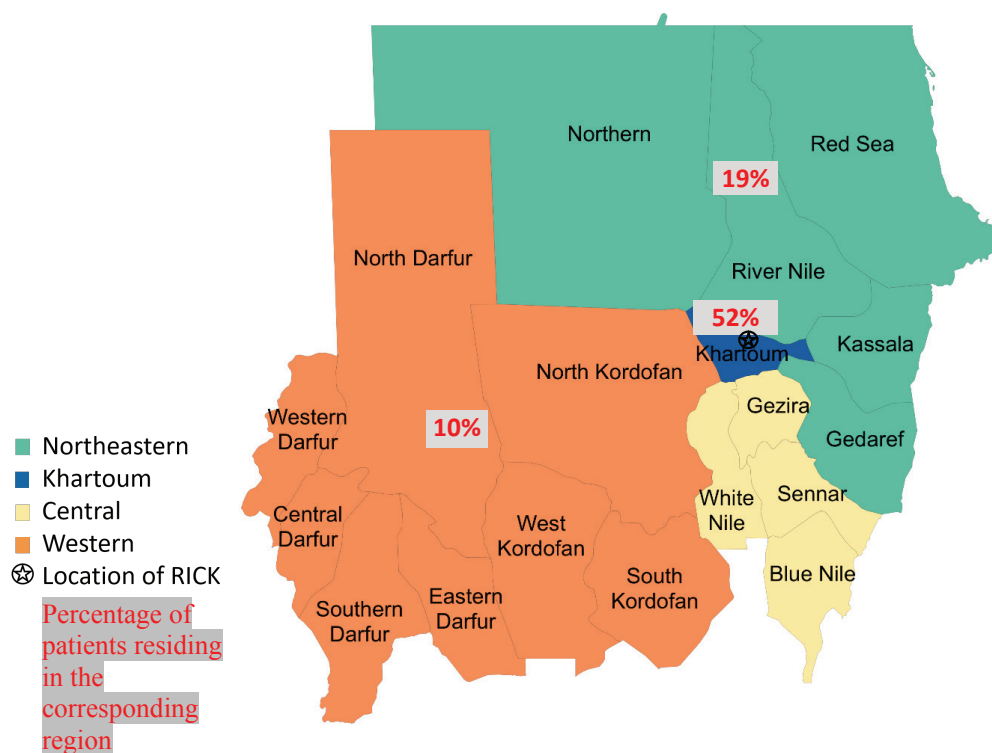 Northern
Red Sea
19%
North Darfur
River Nile
52%
Khartoum
Kassala
North Kordofan
Gezira
Western
Darfur
10%
Gedaref
Northeastern
Khartoum
Central
Western
Location of RICK
Percentage of
patients residing
in the
corresponding
region
White
Nile
Sennar
Central
Darfur
West
Kordofan
Blue Nile
South
Kordofan
Eastern
Darfur
Southern
Darfur